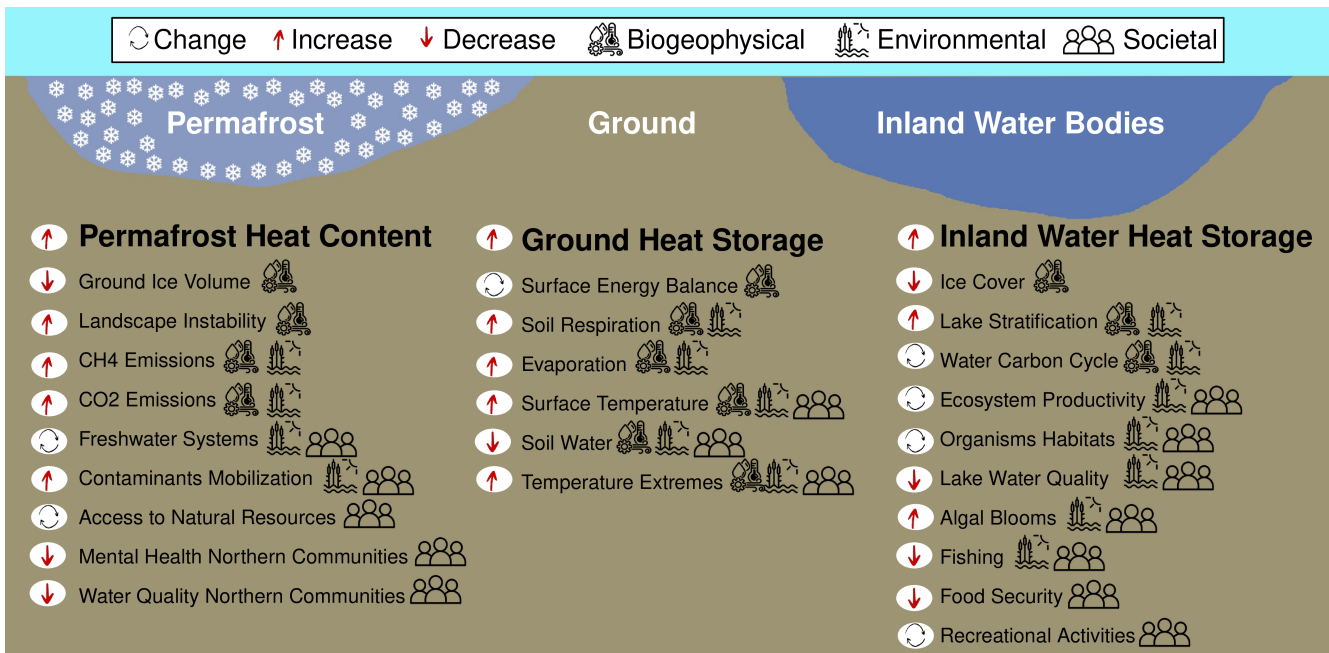 Change Increase Decrease Biogeophysical Environmental Societal
Permafrost
Ground
Inland Water Bodies
Permafrost Heat Content
Ground Ice Volume
Landscape Instability
CH4 Emissions
CO2 Emissions
Freshwater Systems
Contaminants Mobilization
Access to Natural Resources
Mental Health Northern Communities
Water Quality Northern Communities
Ground Heat Storage
Surface Energy Balance
Soil Respiration
Evaporation
Surface Temperature
Soil Water
Temperature Extremes
Inland Water Heat Storage
Ice Cover
Lake Stratification
Water Carbon Cycle
Ecosystem Productivity
Organisms Habitats
Lake Water Quality
Algal Blooms
Fishing
Food Security
Recreational Activities